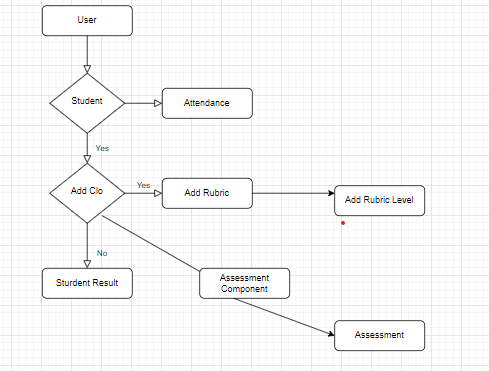 User
Student
Attendance
Yes
Add Clo
Yes
Add Rubric
Add Rubric Level
No
Sturdent Result
Assessment
Component
Assessment